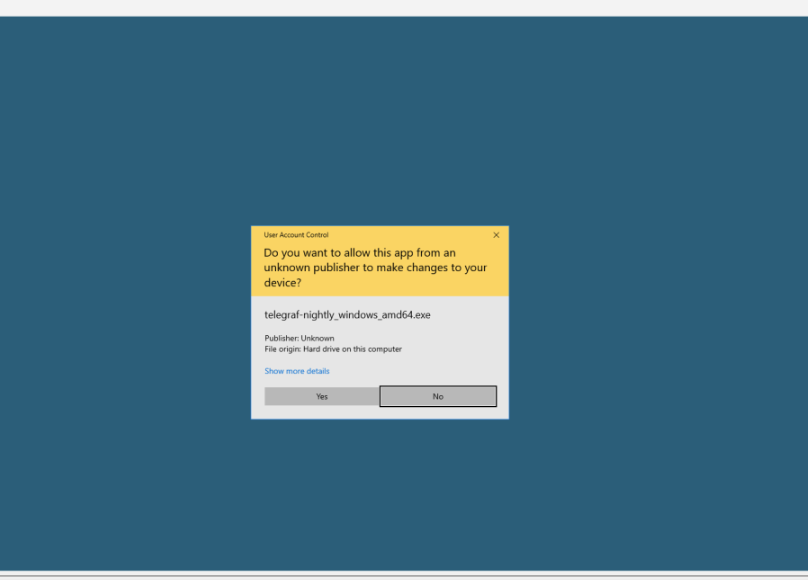 User Account Control
Do you want to allow this app from an
unknown publisher to make changes to your
device?
telegraf-nightly_windows_amd64.exe
Publisher: Unknown
File origin: Hard drive on this computer
Show more details
Yes
No